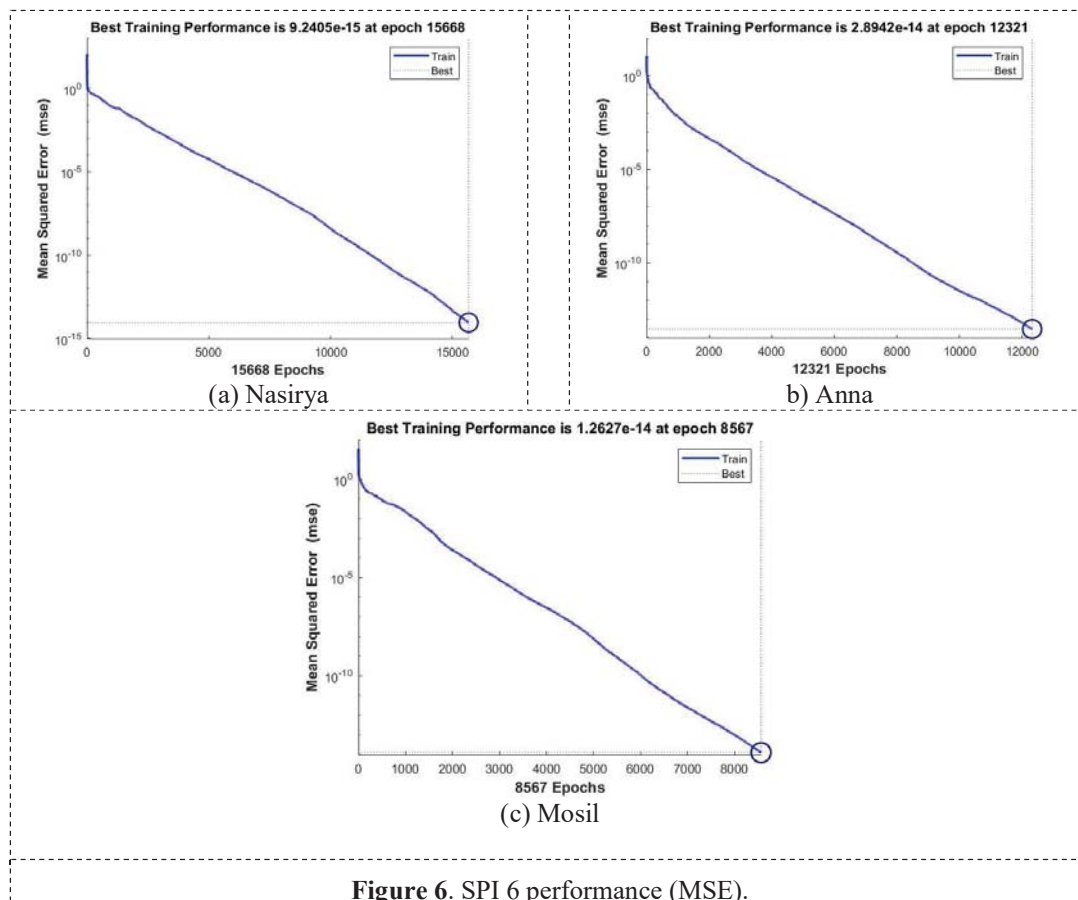 Best Training Performance is 9.2405e-15 at epoch 15668
Train
Best
Mean Squared Error (mse)
10^0
10^-5
10^-10
10^-15
0 5000 10000 15000
15668 Epochs
(a) Nasirya
Best Training Performance is 2.8942e-14 at epoch 12321
Train
Best
Mean Squared Error (mse)
10^0
10^-5
10^-10
0 2000 4000 6000 8000 10000 12000
12321 Epochs
b) Anna
Best Training Performance is 1.2627e-14 at epoch 8567
Train
Best
Mean Squared Error (mse)
10^0
10^-5
10^-10
0 1000 2000 3000 4000 5000 6000 7000 8000
8567 Epochs
(c) Mosil
Figure 6. SPI 6 performance (MSE).